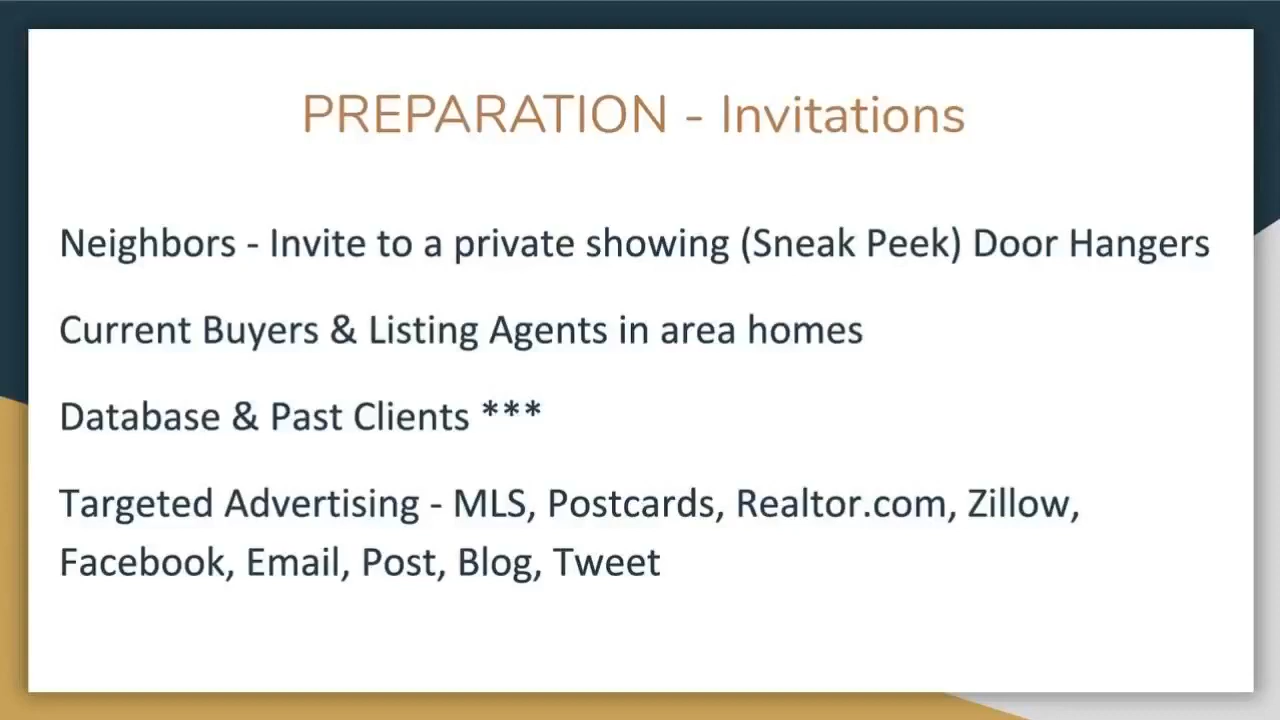 PREPARATION - Invitations
Neighbors - Invite to a private showing (Sneak Peek) Door Hangers
Current Buyers & Listing Agents in area homes
Database & Past Clients ***
Targeted Advertising - MLS, Postcards, Realtor.com, Zillow,
Facebook, Email, Post, Blog, Tweet